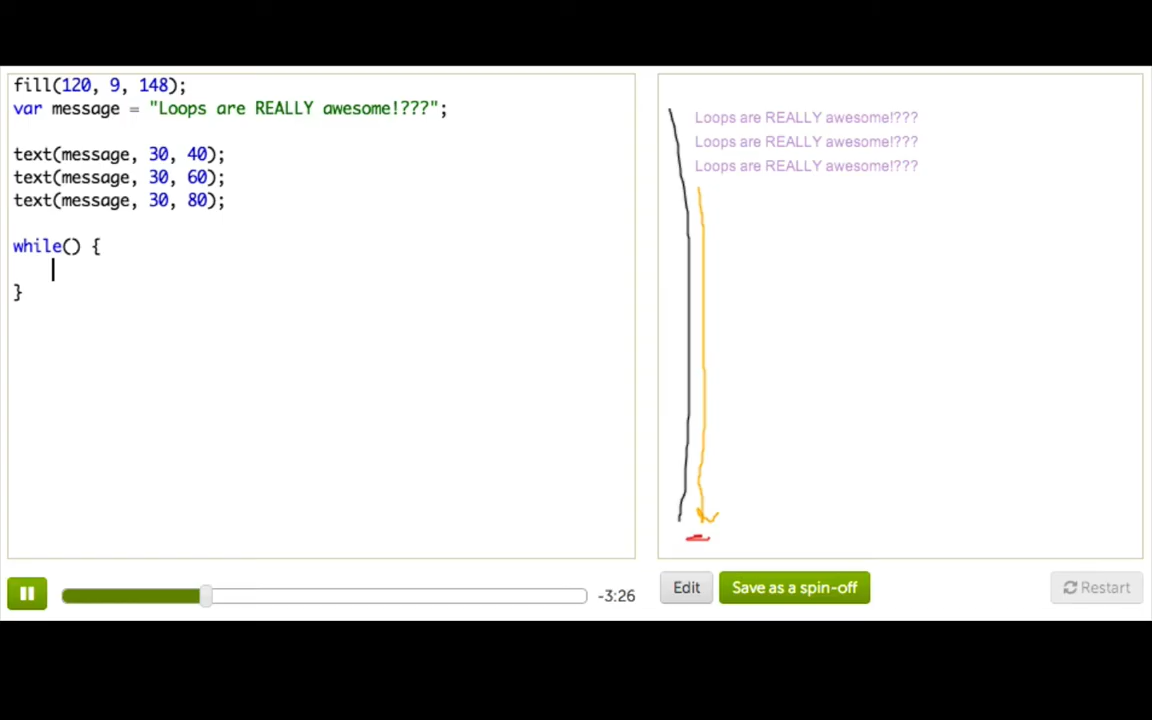 fill(120, 9, 148);
var message = "Loops are REALLY awesome!???";
text(message, 30, 40);
text(message, 30, 60);
text(message, 30, 80);
while() {
}
Loops are REALLY awesome!???
Loops are REALLY awesome!???
Loops are REALLY awesome!???
-3:26
Edit
Save as a spin-off
Restart